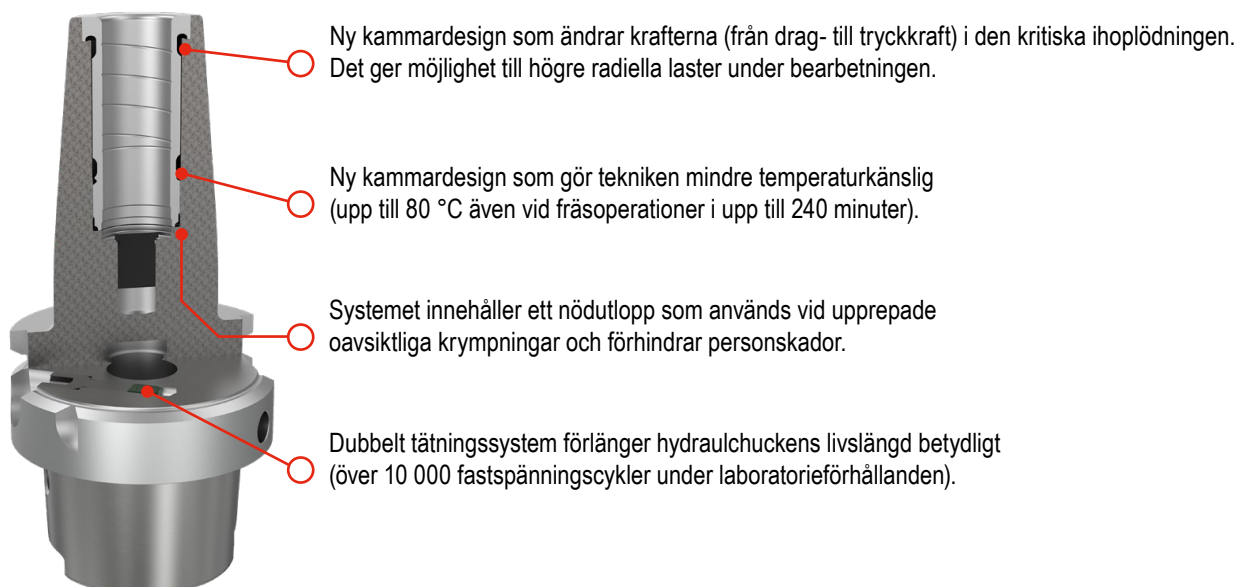 Ny kammardesign som ändrar krafterna (från drag- till tryckkraft) i den kritiska ihoplödningen.
Det ger möjlighet till högre radiella laster under bearbetningen.
Ny kammardesign som gör tekniken mindre temperaturkänslig
(upp till 80 °C även vid fräsoperationer i upp till 240 minuter).
Systemet innehåller ett nödutlopp som används vid upprepade
oavsiktliga krympningar och förhindrar personskador.
Dubbelt tätningssystem förlänger hydraulchuckens livslängd betydligt
(över 10 000 fastspänningscykler under laboratorieförhållanden).